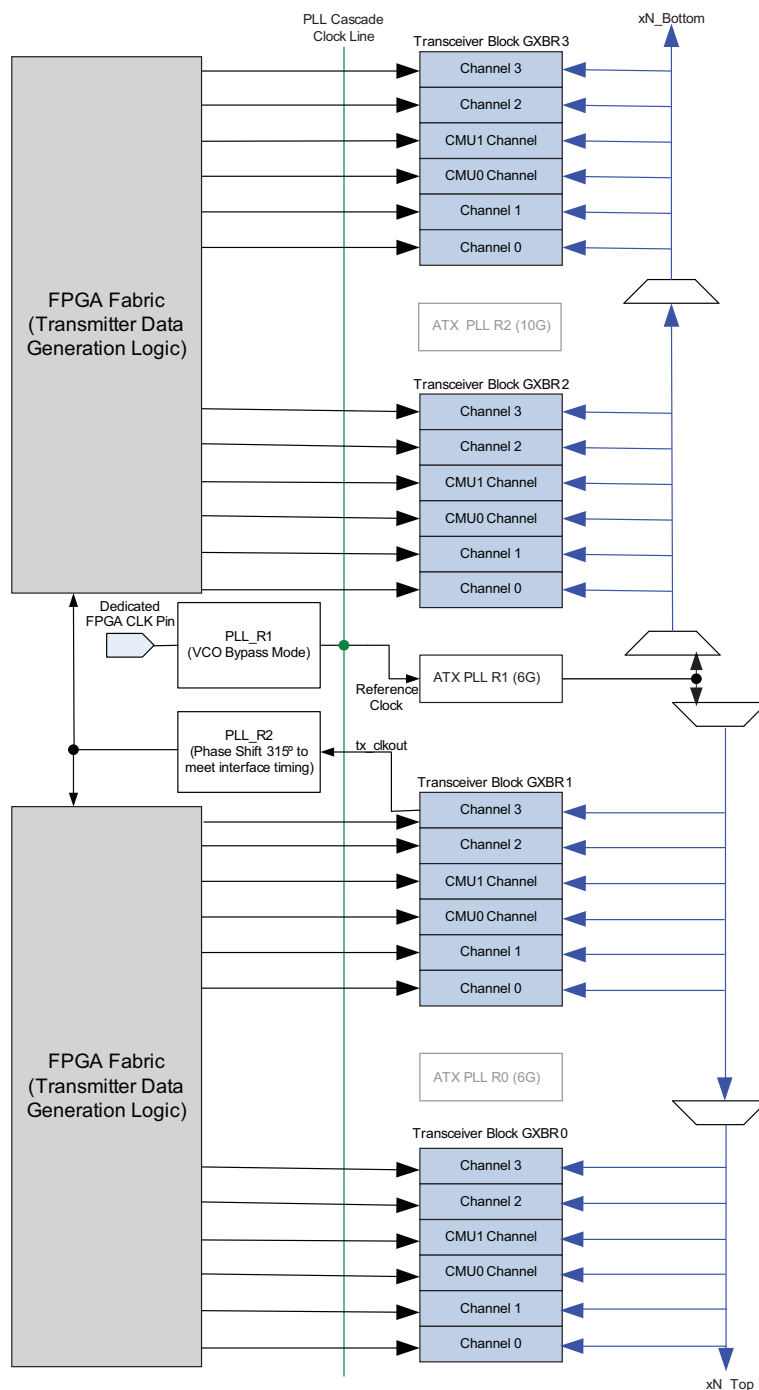 PLL Cascade
Clock Line
xN_Bottom
Transceiver Block GXBR3
Channel 3
Channel 2
CMU1 Channel
CMU0 Channel
Channel 1
Channel 0
FPGA Fabric
(Transmitter Data
Generation Logic)
ATX PLL R2 (10G)
Transceiver Block GXBR2
Channel 3
Channel 2
CMU1 Channel
CMU0 Channel
Channel 1
Channel 0
Dedicated
FPGA CLK Pin
PLL_R1
(VCO Bypass Mode)
Reference
Clock
ATX PLL R1 (6G)
PLL_R2
(Phase Shift 315º to
meet interface timing)
tx_clkout
Transceiver Block GXBR1
Channel 3
Channel 2
CMU1 Channel
CMU0 Channel
Channel 1
Channel 0
FPGA Fabric
(Transmitter Data
Generation Logic)
ATX PLL R0 (6G)
Transceiver Block GXBR0
Channel 3
Channel 2
CMU1 Channel
CMU0 Channel
Channel 1
Channel 0
xN_Top